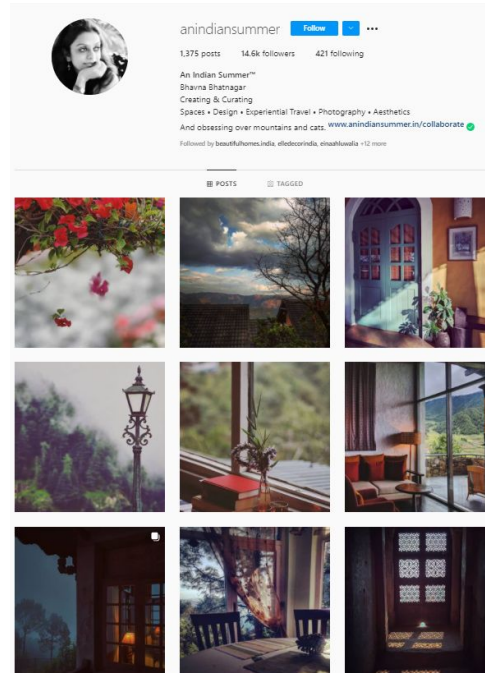 anindiansummer Follow
1,375 posts 14.6k followers 421 following
An Indian Summer™
Bhavna Bhatnagar
Creating & Curating
Spaces • Design • Experiential Travel • Photography • Aesthetics
And obsessing over mountains and cats. www.anindiansummer.in/collaborate
Followed by beautifulhomes.india, elledecorindia, einaahluwalia +12 more
POSTS TAGGED